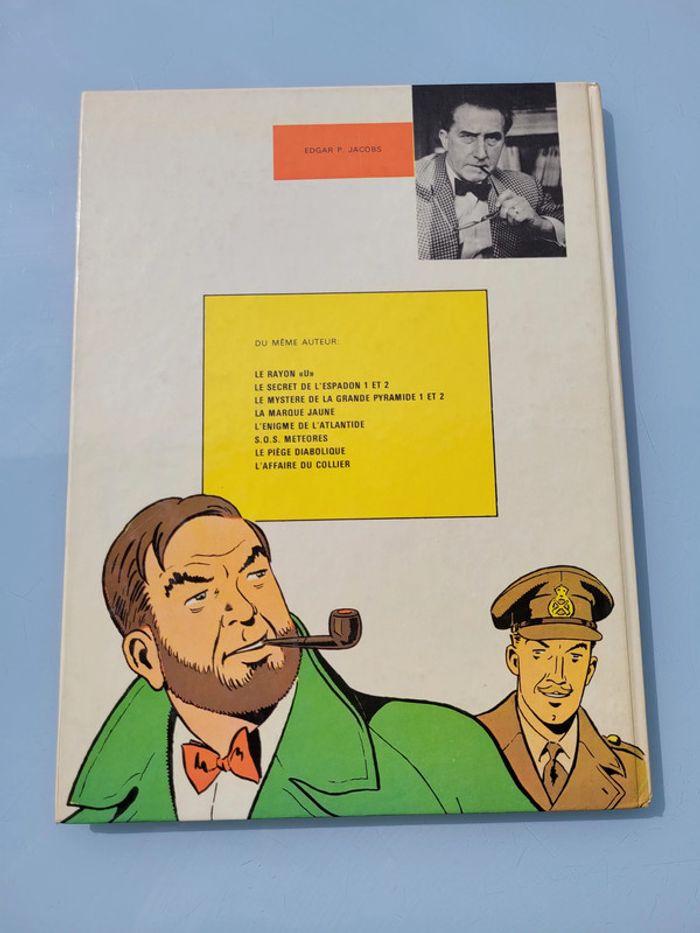 EDGAR P. JACOBS
DU MÊME AUTEUR:
LE RAYON «U»
LE SECRET DE L'ESPADON 1 ET 2
LE MYSTERE DE LA GRANDE PYRAMIDE 1 ET 2
LA MARQUE JAUNE
L'ENIGME DE L'ATLANTIDE
S.O.S. METEORES
LE PIÈGE DIABOLIQUE
L'AFFAIRE DU COLLIER